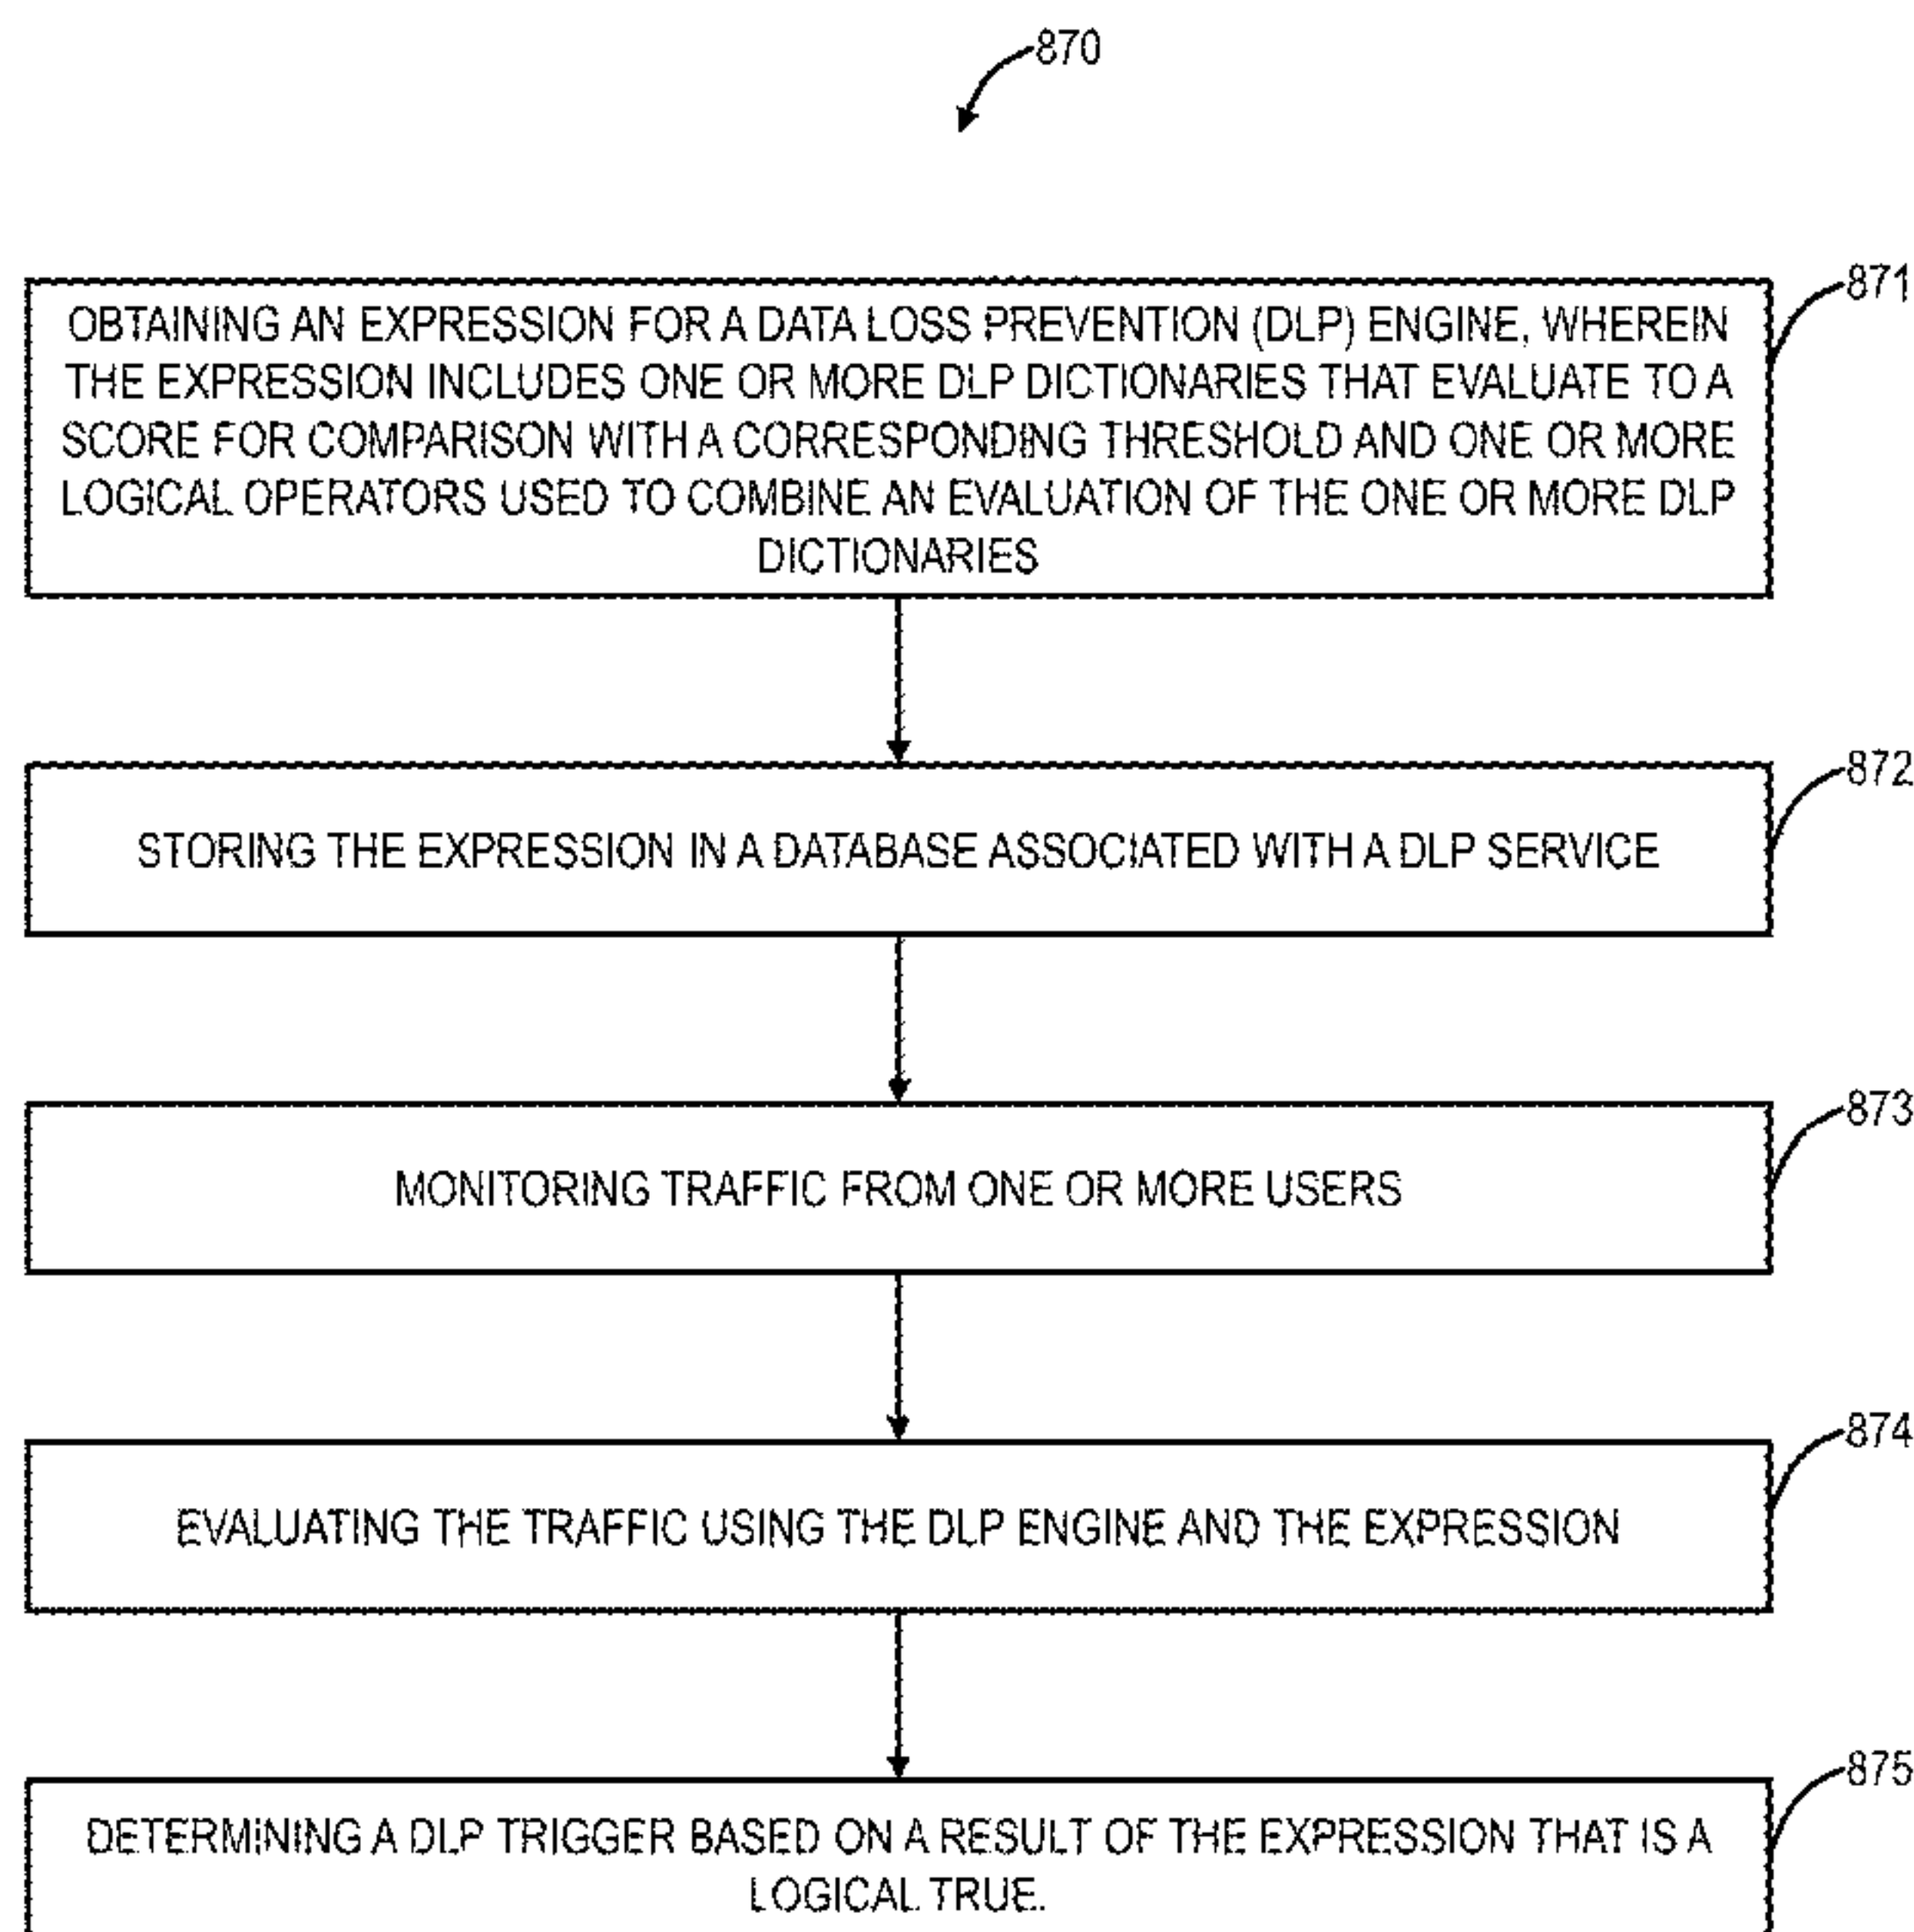 870
871
OBTAINING AN EXPRESSION FOR A DATA LOSS PREVENTION (DLP) ENGINE, WHEREIN
THE EXPRESSION INCLUDES ONE OR MORE DLP DICTIONARIES THAT EVALUATE TO A
SCORE FOR COMPARISON WITH A CORRESPONDING THRESHOLD AND ONE OR MORE
LOGICAL OPERATORS USED TO COMBINE AN EVALUATION OF THE ONE OR MORE DLP
DICTIONARIES
872
STORING THE EXPRESSION IN A DATABASE ASSOCIATED WITH A DLP SERVICE
873
MONITORING TRAFFIC FROM ONE OR MORE USERS
874
EVALUATING THE TRAFFIC USING THE DLP ENGINE AND THE EXPRESSION
875
DETERMINING A DLP TRIGGER BASED ON A RESULT OF THE EXPRESSION THAT IS A
LOGICAL TRUE.